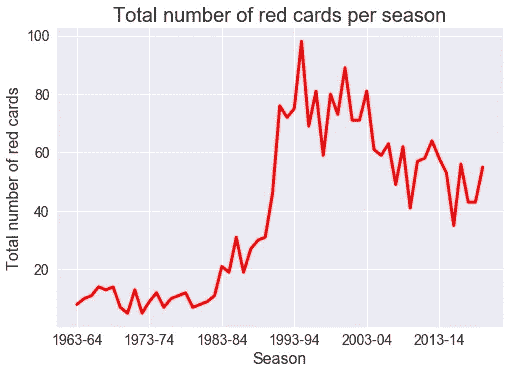 Total number of red cards per season
Total number of red cards
100
80
60
40
20
1963-64 1973-74 1983-84 1993-94 2003-04 2013-14
Season